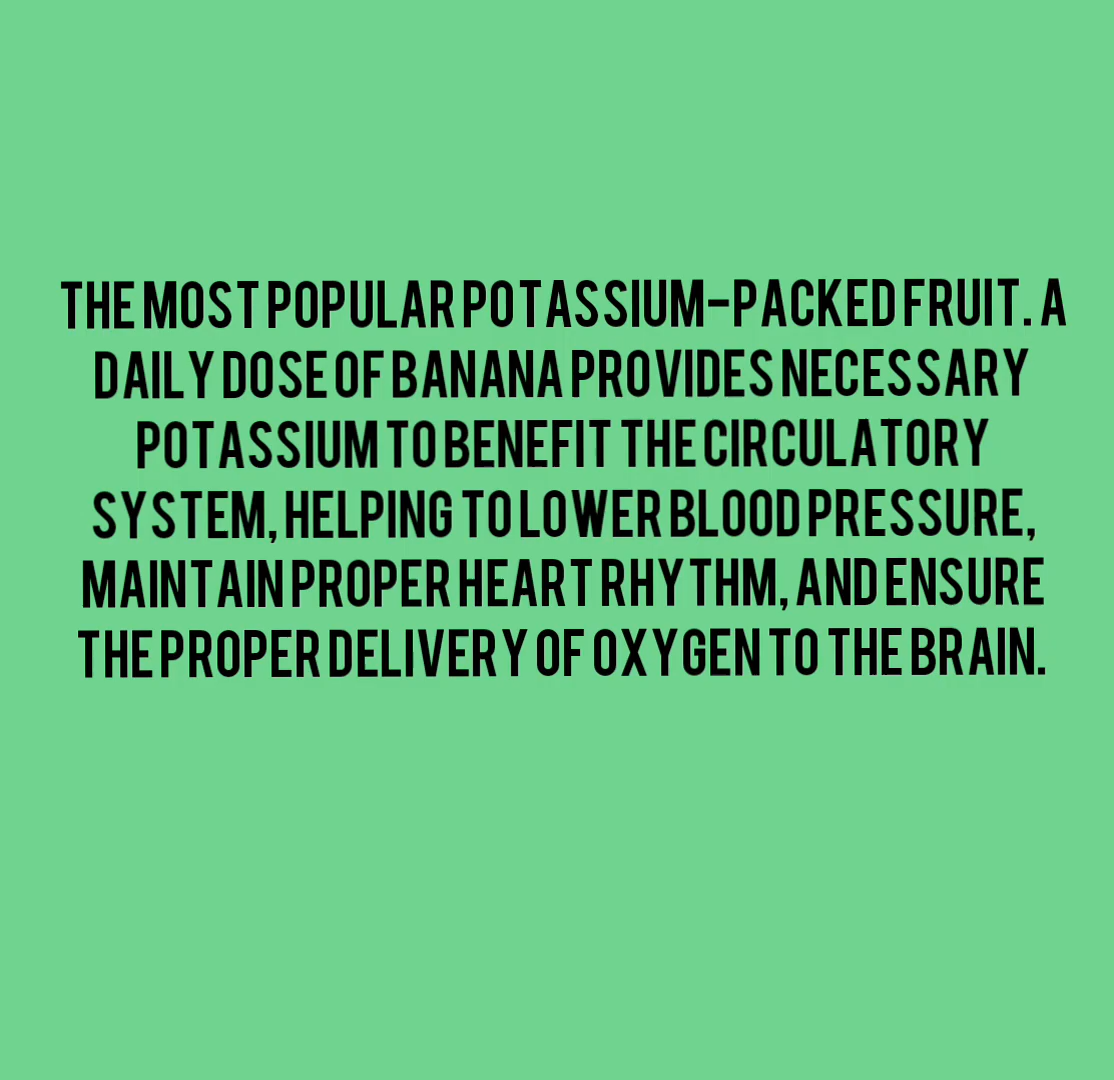 THE MOST POPULAR POTASSIUM-PACKED FRUIT. A
DAILY DOSE OF BANANA PROVIDES NECESSARY
POTASSIUM TO BENEFIT THE CIRCULATORY
SYSTEM, HELPING TO LOWER BLOOD PRESSURE,
MAINTAIN PROPER HEART RHYTHM, AND ENSURE
THE PROPER DELIVERY OF OXYGEN TO THE BRAIN.